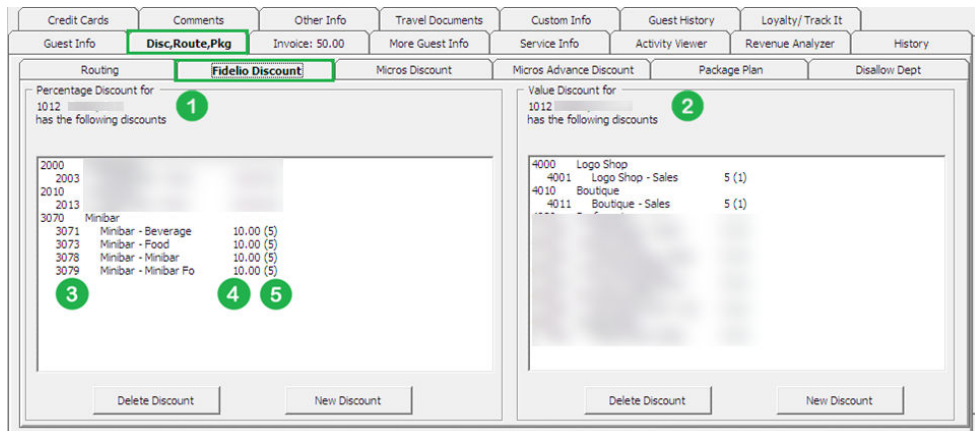 Credit Cards Comments Other Info Travel Documents Custom Info Guest History Loyalty/ Track It
Guest Info Disc,Route,Pkg Invoice: 50.00 More Guest Info Service Info Activity Viewer Revenue Analyzer History
Routing Fidelio Discount Micros Discount Micros Advance Discount Package Plan Disallow Dept
Percentage Discount for
1012
has the following discounts
1
2000
2003
2010
2013
3070 Minibar
3071 Minibar - Beverage 10.00 (5)
3073 Minibar - Food 10.00 (5)
3078 Minibar - Minibar 10.00 (5)
3079 Minibar - Minibar Fo 10.00 (5)
3 4 5
Delete Discount New Discount
Value Discount for
1012
has the following discounts
2
4000 Logo Shop
4001 Logo Shop - Sales 5 (1)
4010 Boutique
4011 Boutique - Sales 5 (1)
Delete Discount New Discount